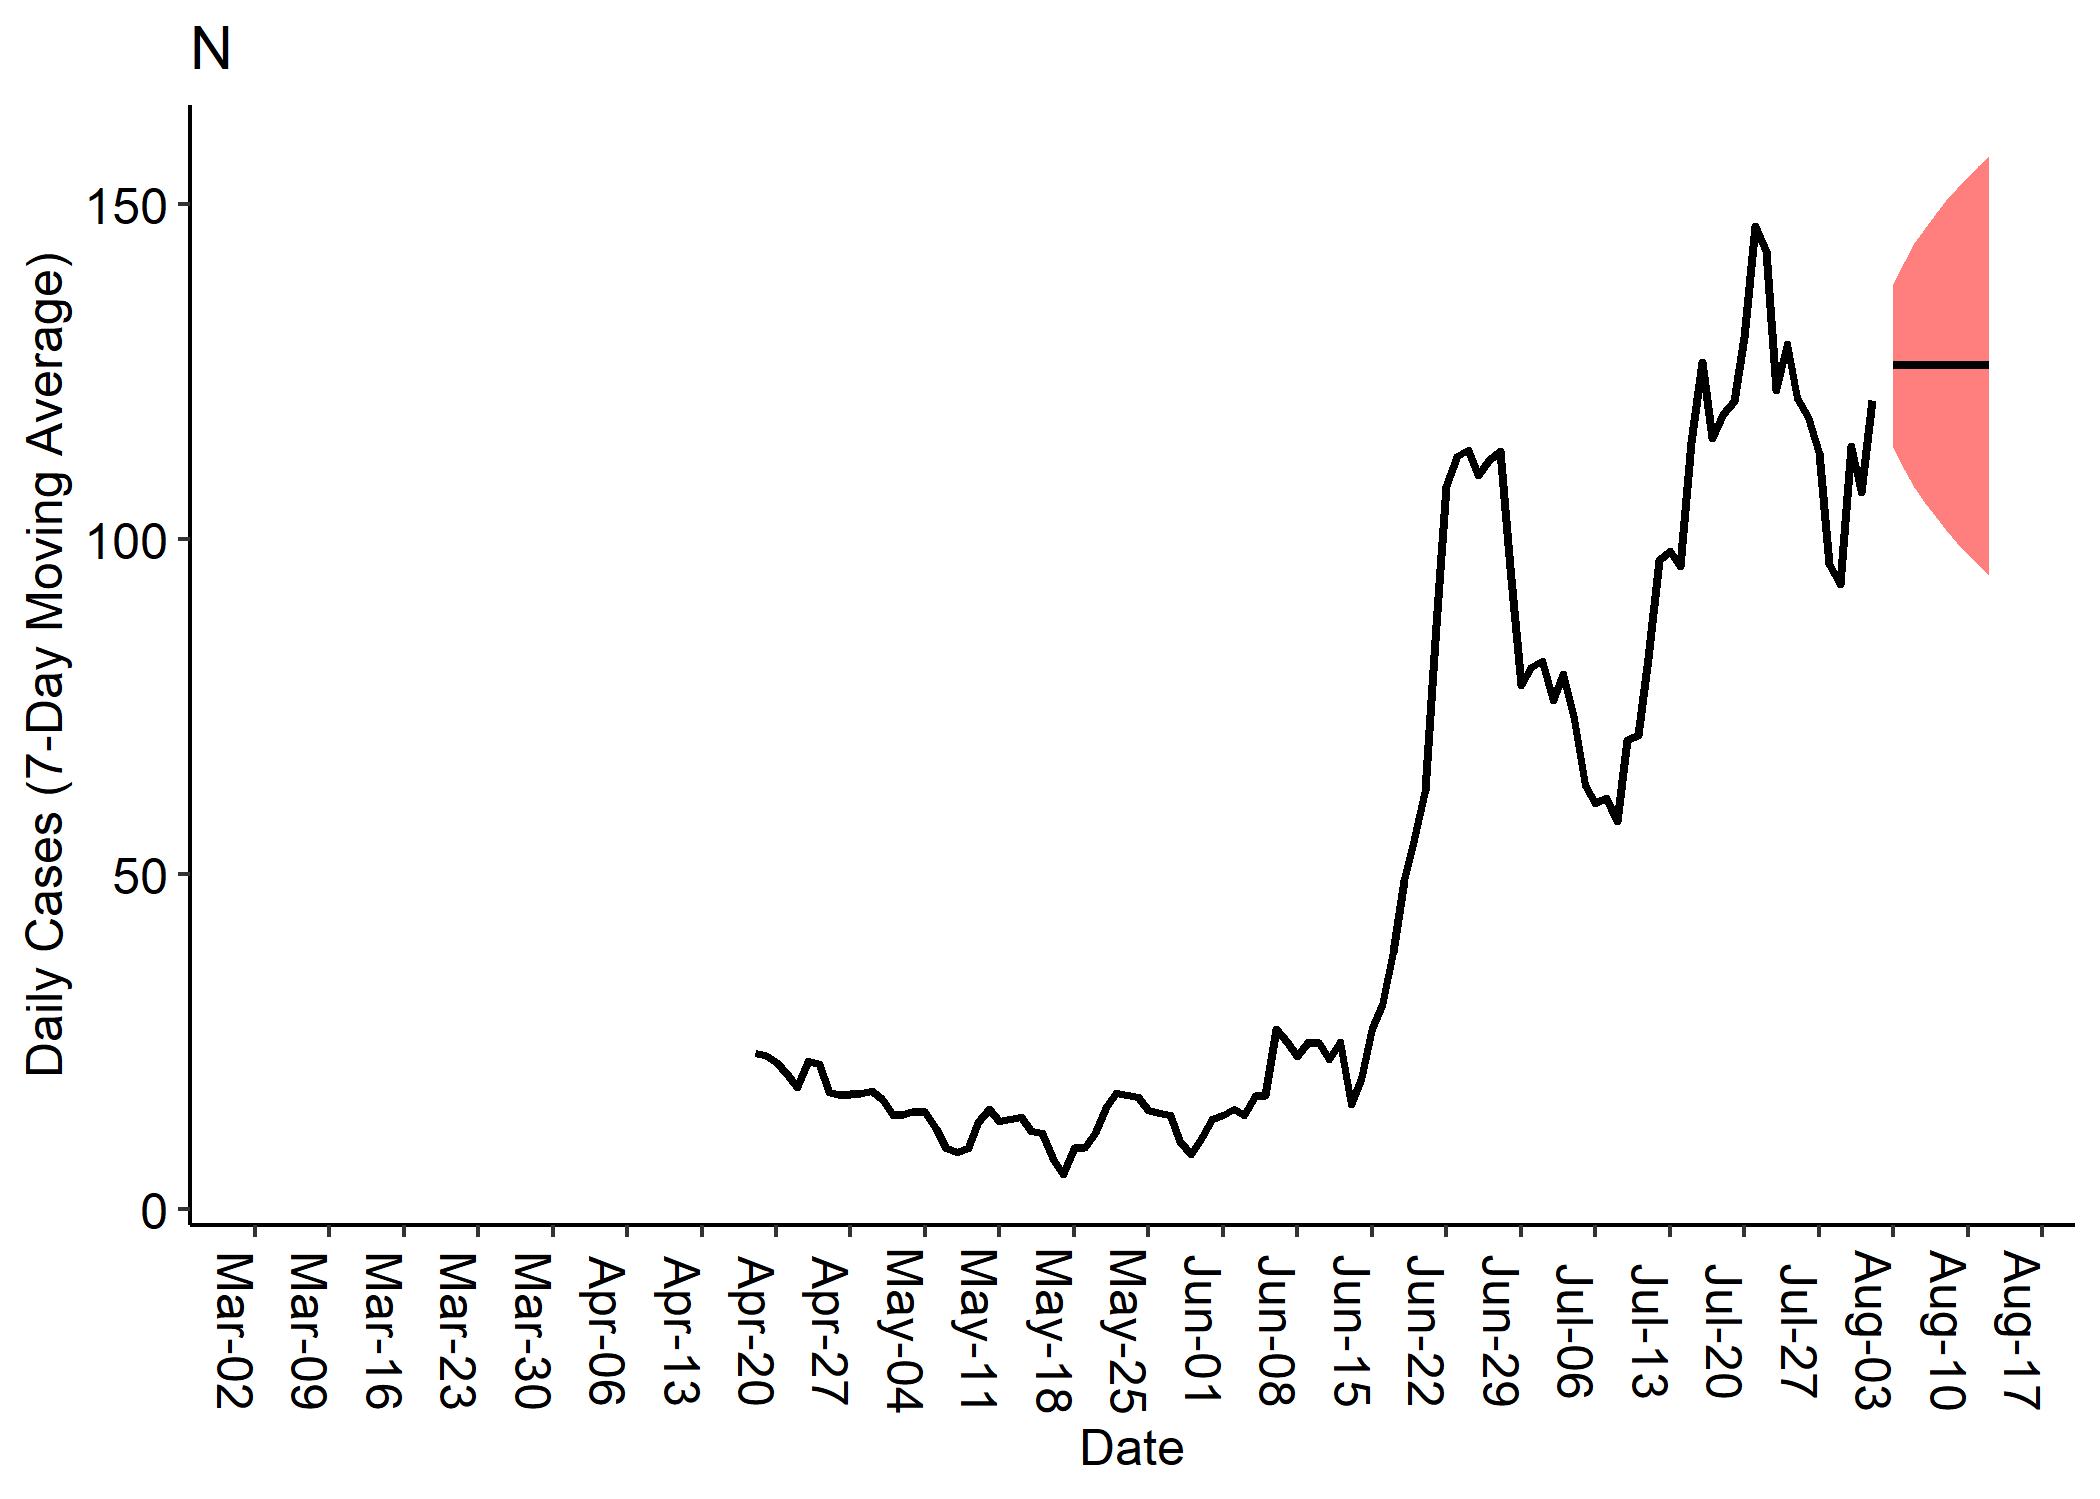 N
Daily Cases (7-Day Moving Average)
150
100
50
0
Mar-02
Mar-09
Mar-16
Mar-23
Mar-30
Apr-06
Apr-13
Apr-20
Apr-27
May-04
May-11
May-18
May-25
Jun-01
Jun-08
Jun-15
Jun-22
Jun-29
Jul-06
Jul-13
Jul-20
Jul-27
Aug-03
Aug-10
Aug-17
Date